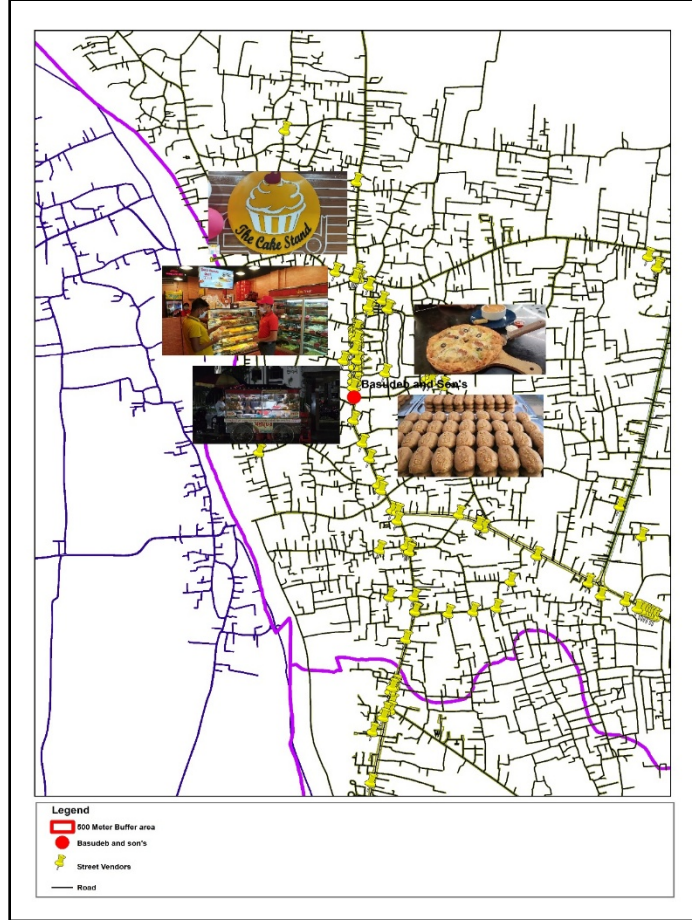 The Cake Stand
Basudeb and Son's
Legend
500 Meter Buffer area
Basudeb and son's
Street Vendors
Road